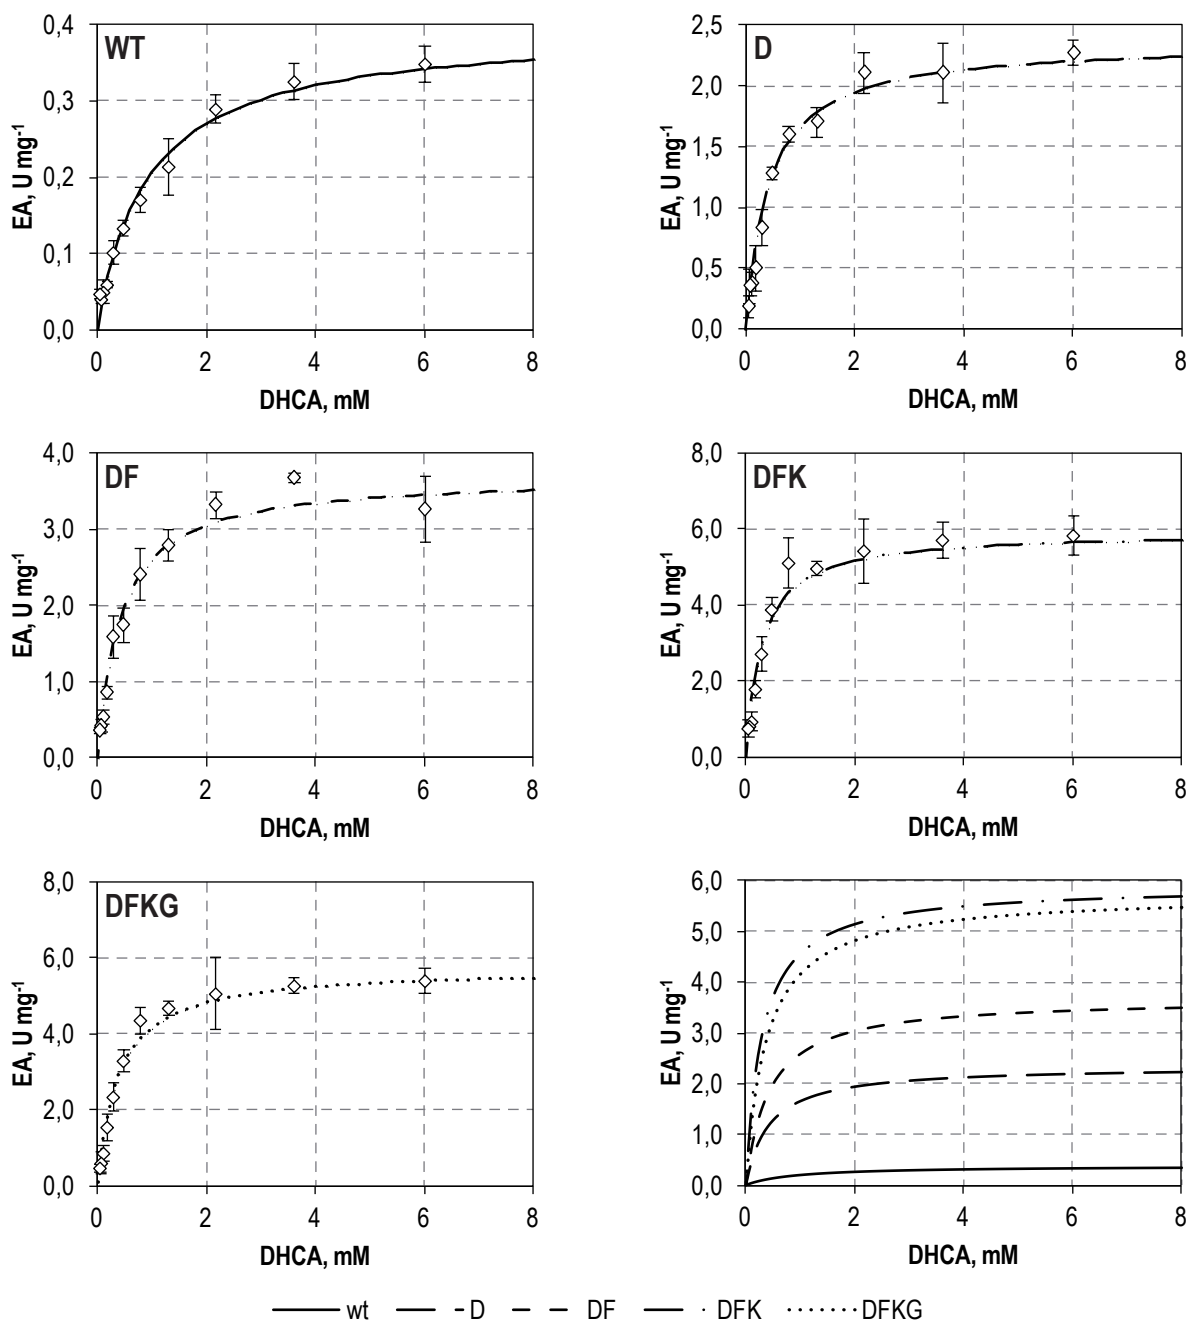 WT
0,4
0,3
0,2
0,1
0,0
EA, U mg-1
0 2 4 6 8
DHCA, mM
D
2,5
2,0
1,5
1,0
0,5
0,0
EA, U mg-1
0 2 4 6 8
DHCA, mM
DF
4,0
3,0
2,0
1,0
0,0
EA, U mg-1
0 2 4 6 8
DHCA, mM
DFK
8,0
6,0
4,0
2,0
0,0
EA, U mg-1
0 2 4 6 8
DHCA, mM
DFKG
8,0
6,0
4,0
2,0
0,0
EA, U mg-1
0 2 4 6 8
DHCA, mM
6,0
5,0
4,0
3,0
2,0
1,0
0,0
EA, U mg-1
0 2 4 6 8
DHCA, mM
wt D DF DFK DFKG